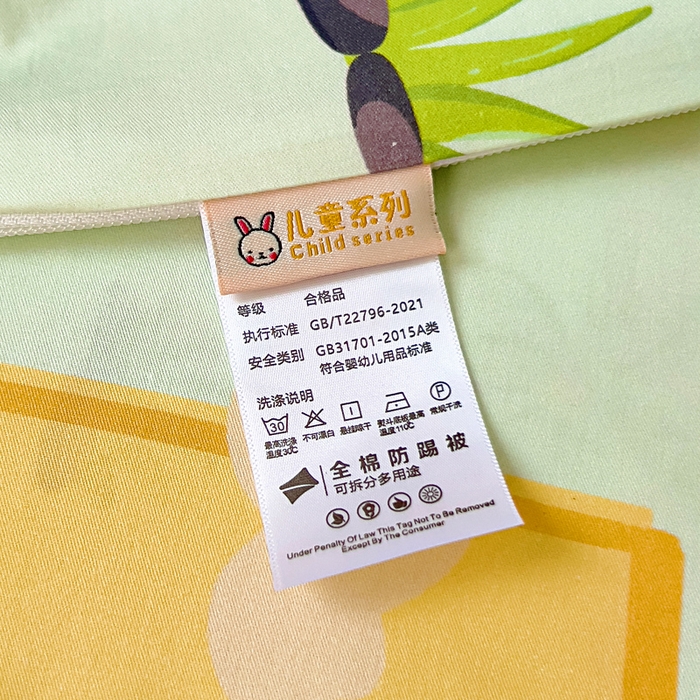 儿童系列
Child series
等级 合格品
执行标准 GB/T22796-2021
安全类别 GB31701-2015A类
符合婴幼儿用品标准
洗涤说明
30 P
最高洗涤温度30℃ 不可漂白 悬挂晾干 熨斗底板最高温度110℃ 常规干洗
全棉防踢被
可拆分多用途
Under Penalty Of Law This Tag Not To Be Removed
Except By The Consumer